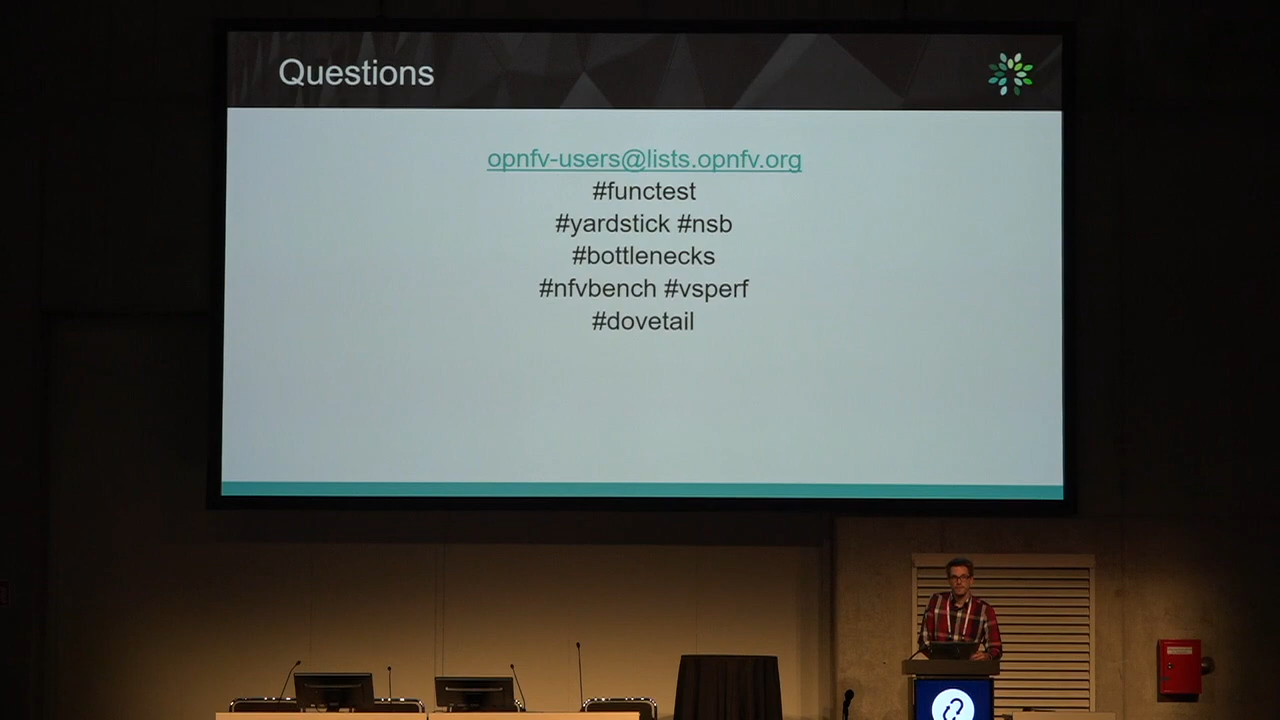 Questions
opnfv-users@lists.opnfv.org
#functest
#yardstick #nsb
#bottlenecks
#nfvbench #vsperf
#dovetail